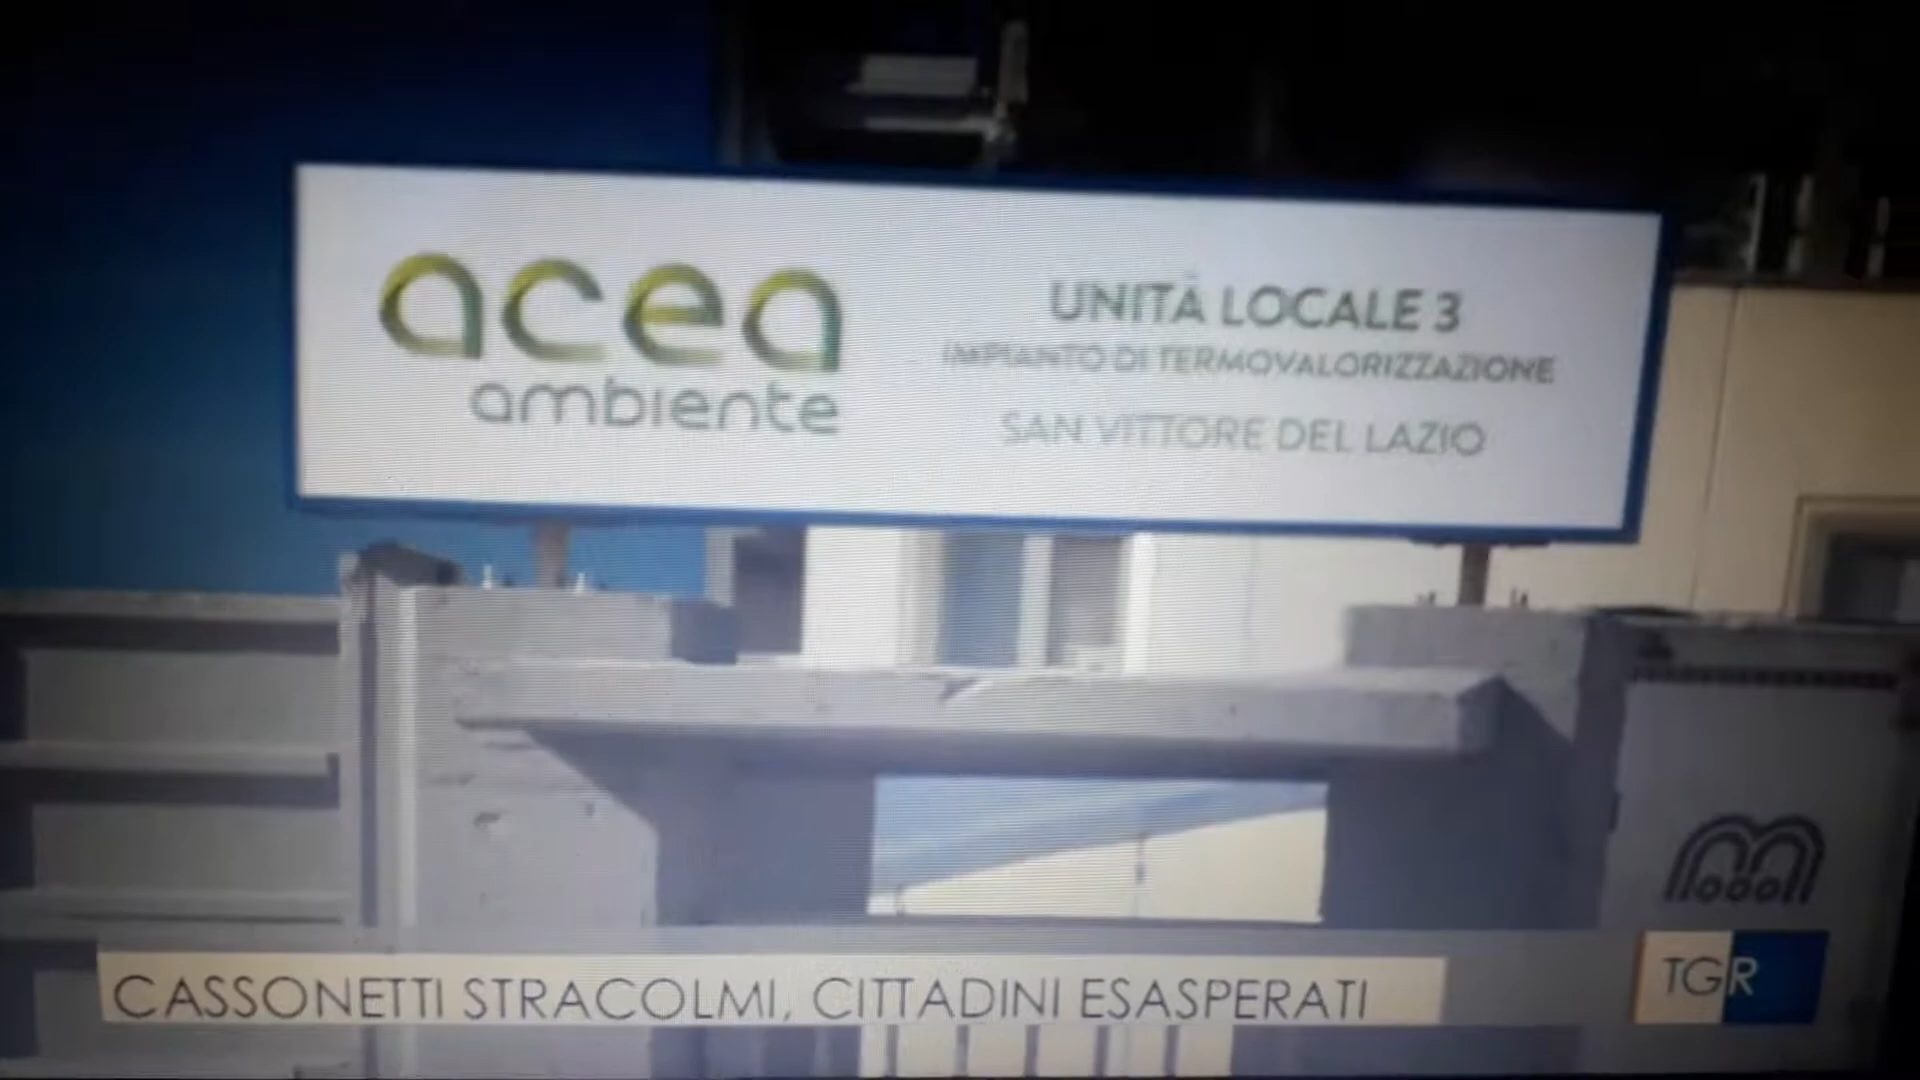 acea
ambiente
UNITÀ LOCALE 3
IMPIANTO DI TERMOVALORIZZAZIONE
SAN VITTORE DEL LAZIO
CASSONETTI STRACOLMI, CITTADINI ESASPERATI
TGR